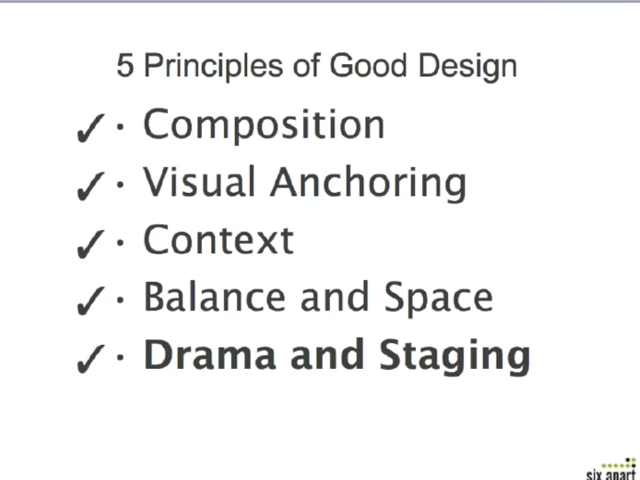 5 Principles of Good Design
✓ · Composition
✓ · Visual Anchoring
✓ · Context
✓ · Balance and Space
✓ · Drama and Staging
six apart